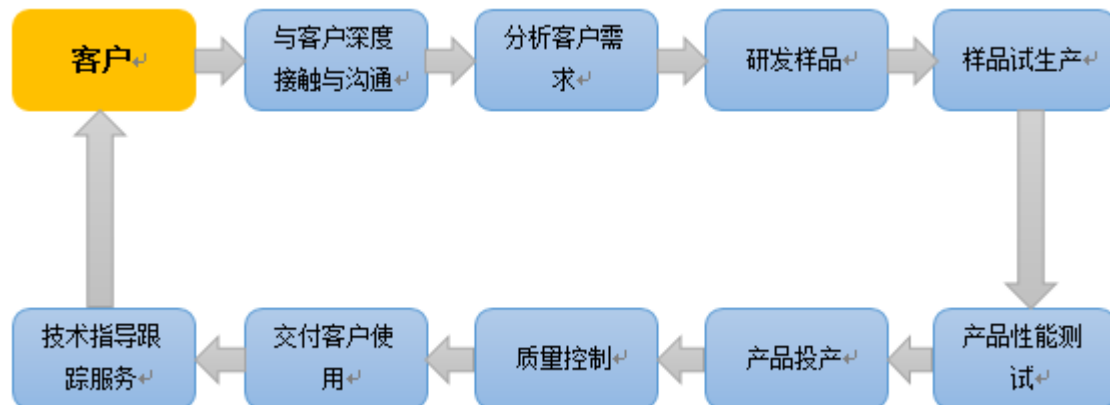 客户
与客户深度
接触与沟通
分析客户需
求
研发样品
样品试生产
技术指导跟
踪服务
交付客户使
用
质量控制
产品投产
产品性能测
试